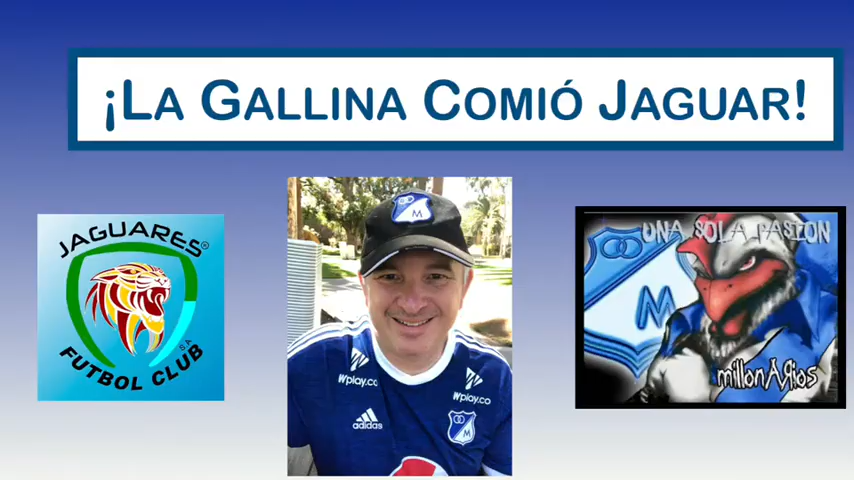 ¡LA GALLINA COMIÓ JAGUAR!
JAGUARES®
FUTBOL CLUB S.A
M
Wplay.co
Wplay.co
adidas
M
UNA SOLA PASION
M
millonARios